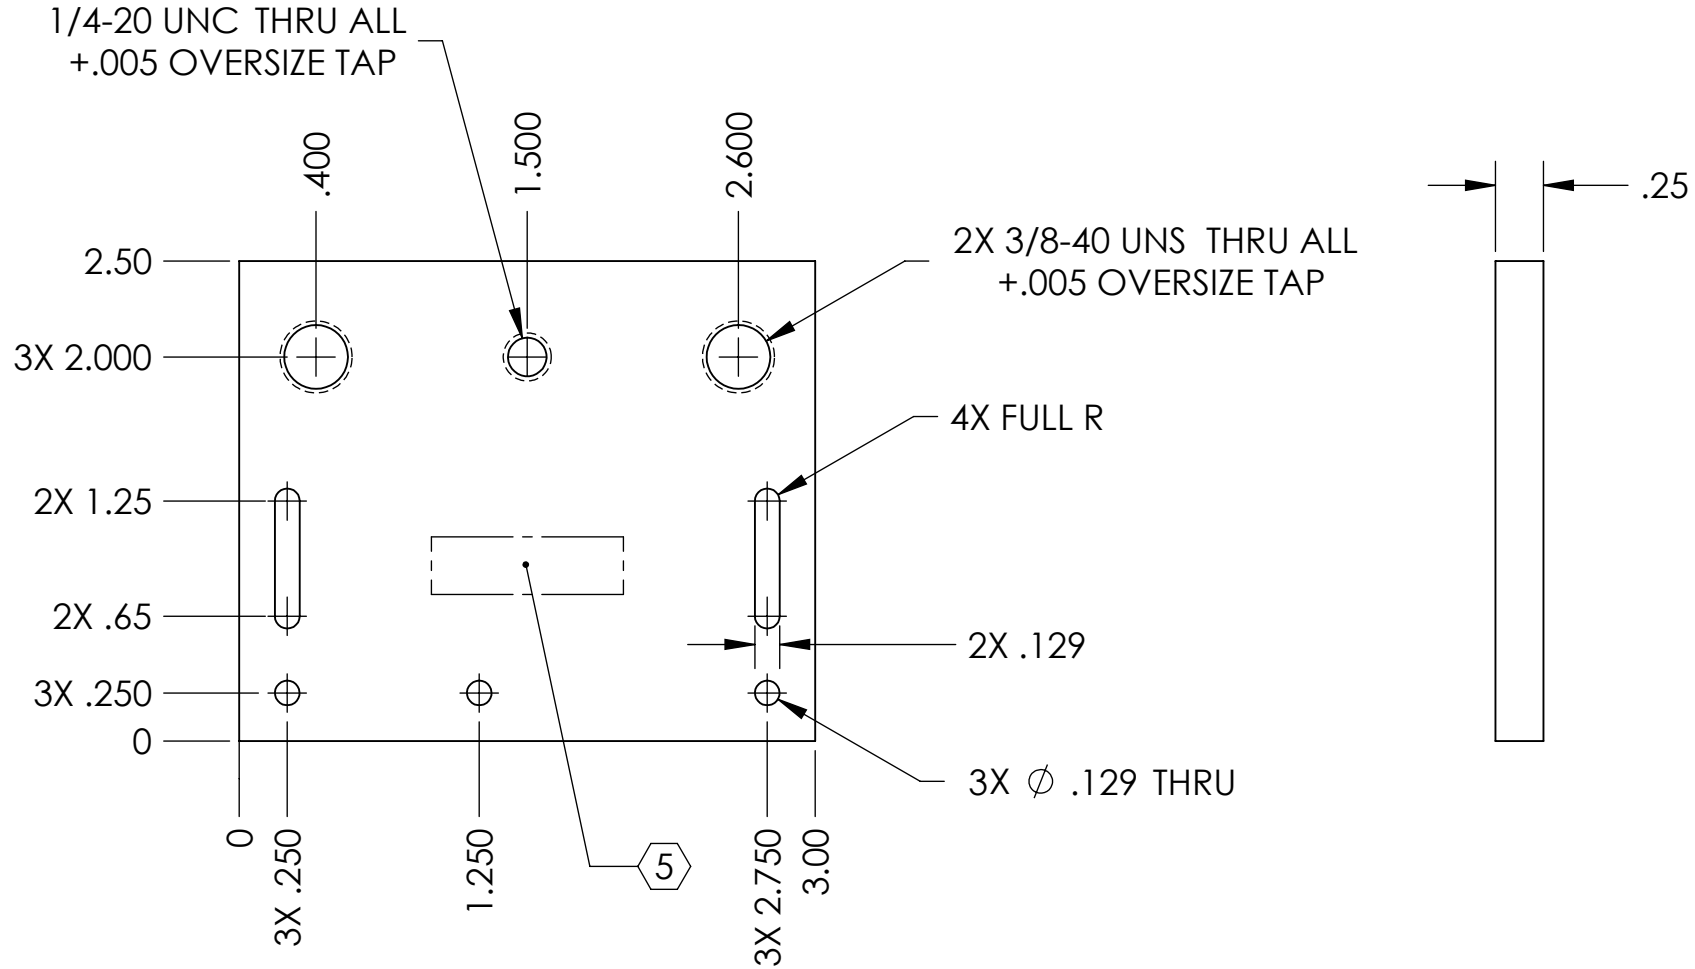 1/4-20 UNC THRU ALL
+.005 OVERSIZE TAP
.400
1.500
2.600
.25
2X 3/8-40 UNS THRU ALL
+.005 OVERSIZE TAP
2.50
3X 2.000
4X FULL R
2X 1.25
2X .65
2X .129
3X .250
0
3X ∅ .129 THRU
0
3X .250
1.250
5
3X 2.750
3.00